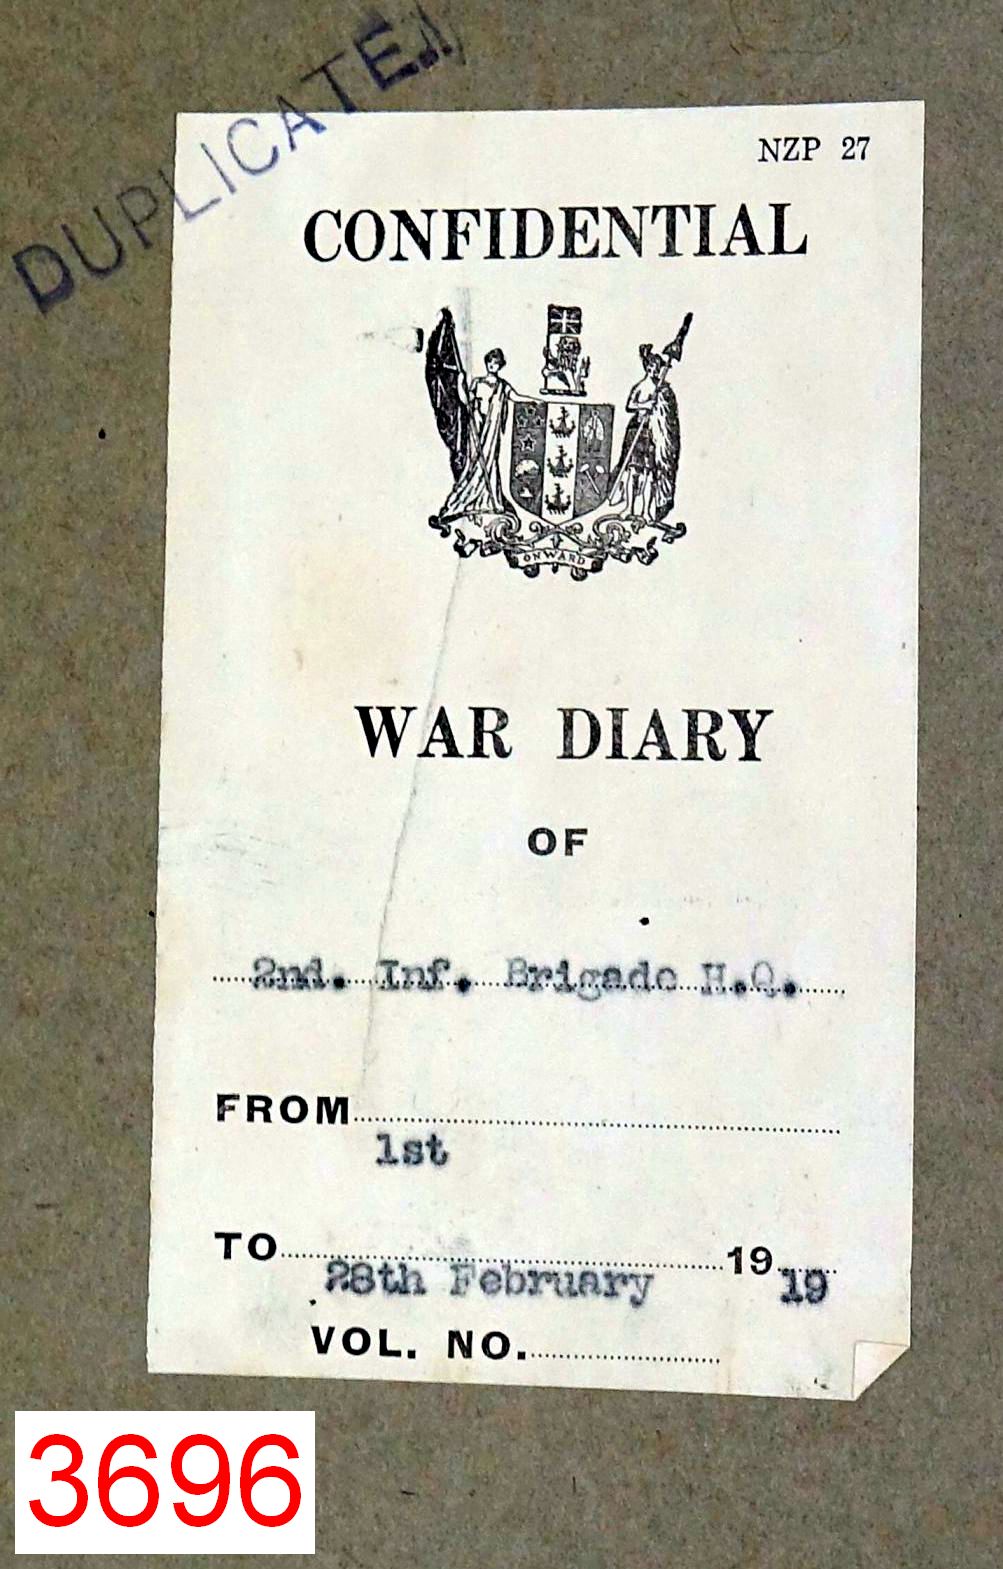 DUPLICATE.
NZP 27
CONFIDENTIAL
ONWARD
WAR DIARY
OF
2nd. Inf. Brigade H.Q.
FROM
1st
TO 19 19
28th February
VOL. NO.
3696